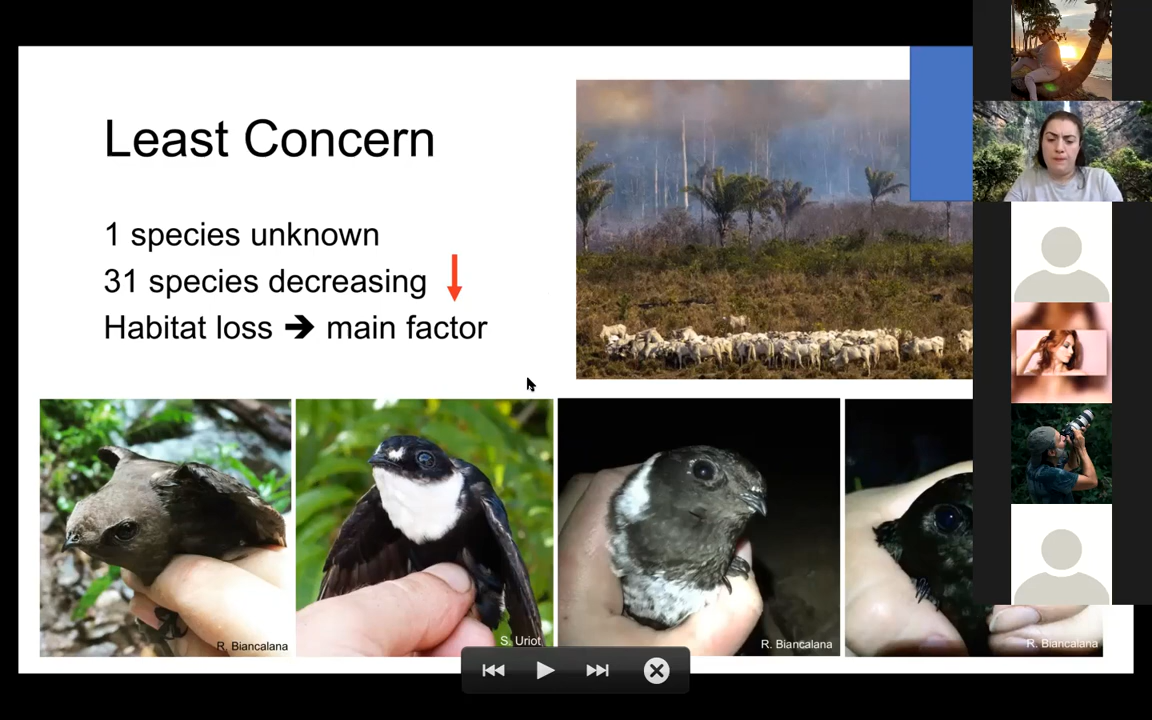 Least Concern
1 species unknown
31 species decreasing
Habitat loss → main factor
R. Biancalana
S. Uriot
R. Biancalana
R. Biancalana